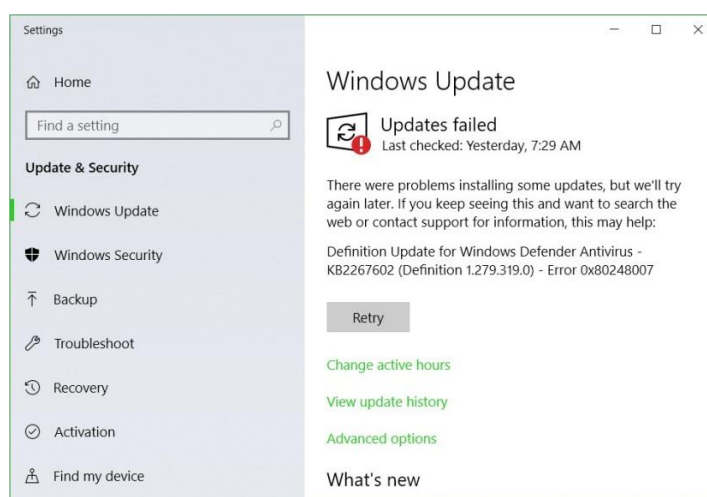 Settings
Home
Find a setting
Update & Security
Windows Update
Windows Security
Backup
Troubleshoot
Recovery
Activation
Find my device
Windows Update
Updates failed
Last checked: Yesterday, 7:29 AM
There were problems installing some updates, but we'll try
again later. If you keep seeing this and want to search the
web or contact support for information, this may help:
Definition Update for Windows Defender Antivirus -
KB2267602 (Definition 1.279.319.0) - Error 0x80248007
Retry
Change active hours
View update history
Advanced options
What's new